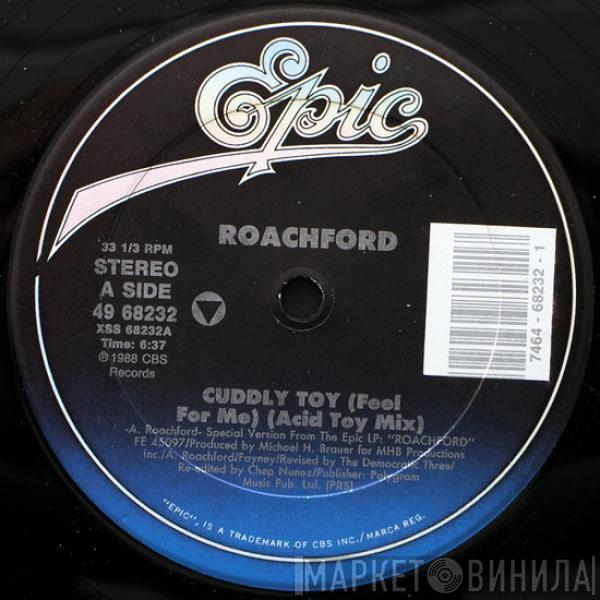 Epic
ROACHFORD
33 1/3 RPM
STEREO
A SIDE
49 68232
XSS 68232A
Time: 6:37
℗ 1988 CBS
Records
7464 - 68232 - 1
CUDDLY TOY (Feel
For Me) (Acid Toy Mix)
-A. Roachford- Special Version From The Epic LP: "ROACHFORD"
FE 45097/Produced by Michael H. Brauer for MHB Productions
Inc./A. Roachford/Fayney/Revised by The Democratic Three/
Re-edited by Chep Nunez/Publisher: Polygram
Music Pub. Ltd. (PRS)
"EPIC", IS A TRADEMARK OF CBS INC./MARCA REG.
МАРКЕТ ВИНИЛА